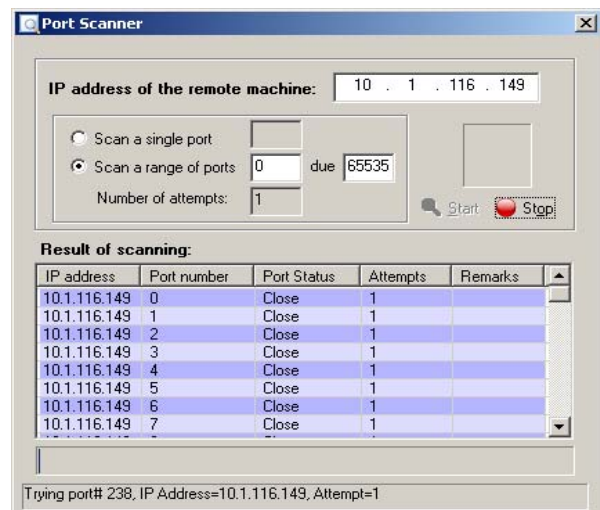 Port Scanner
IP address of the remote machine: 10 . 1 . 116 . 149
Scan a single port
Scan a range of ports 0 due 65535
Number of attempts: 1
Start Stop
Result of scanning:
IP address Port number Port Status Attempts Remarks
10.1.116.149 0 Close 1
10.1.116.149 1 Close 1
10.1.116.149 2 Close 1
10.1.116.149 3 Close 1
10.1.116.149 4 Close 1
10.1.116.149 5 Close 1
10.1.116.149 6 Close 1
10.1.116.149 7 Close 1
Trying port# 238, IP Address=10.1.116.149, Attempt=1